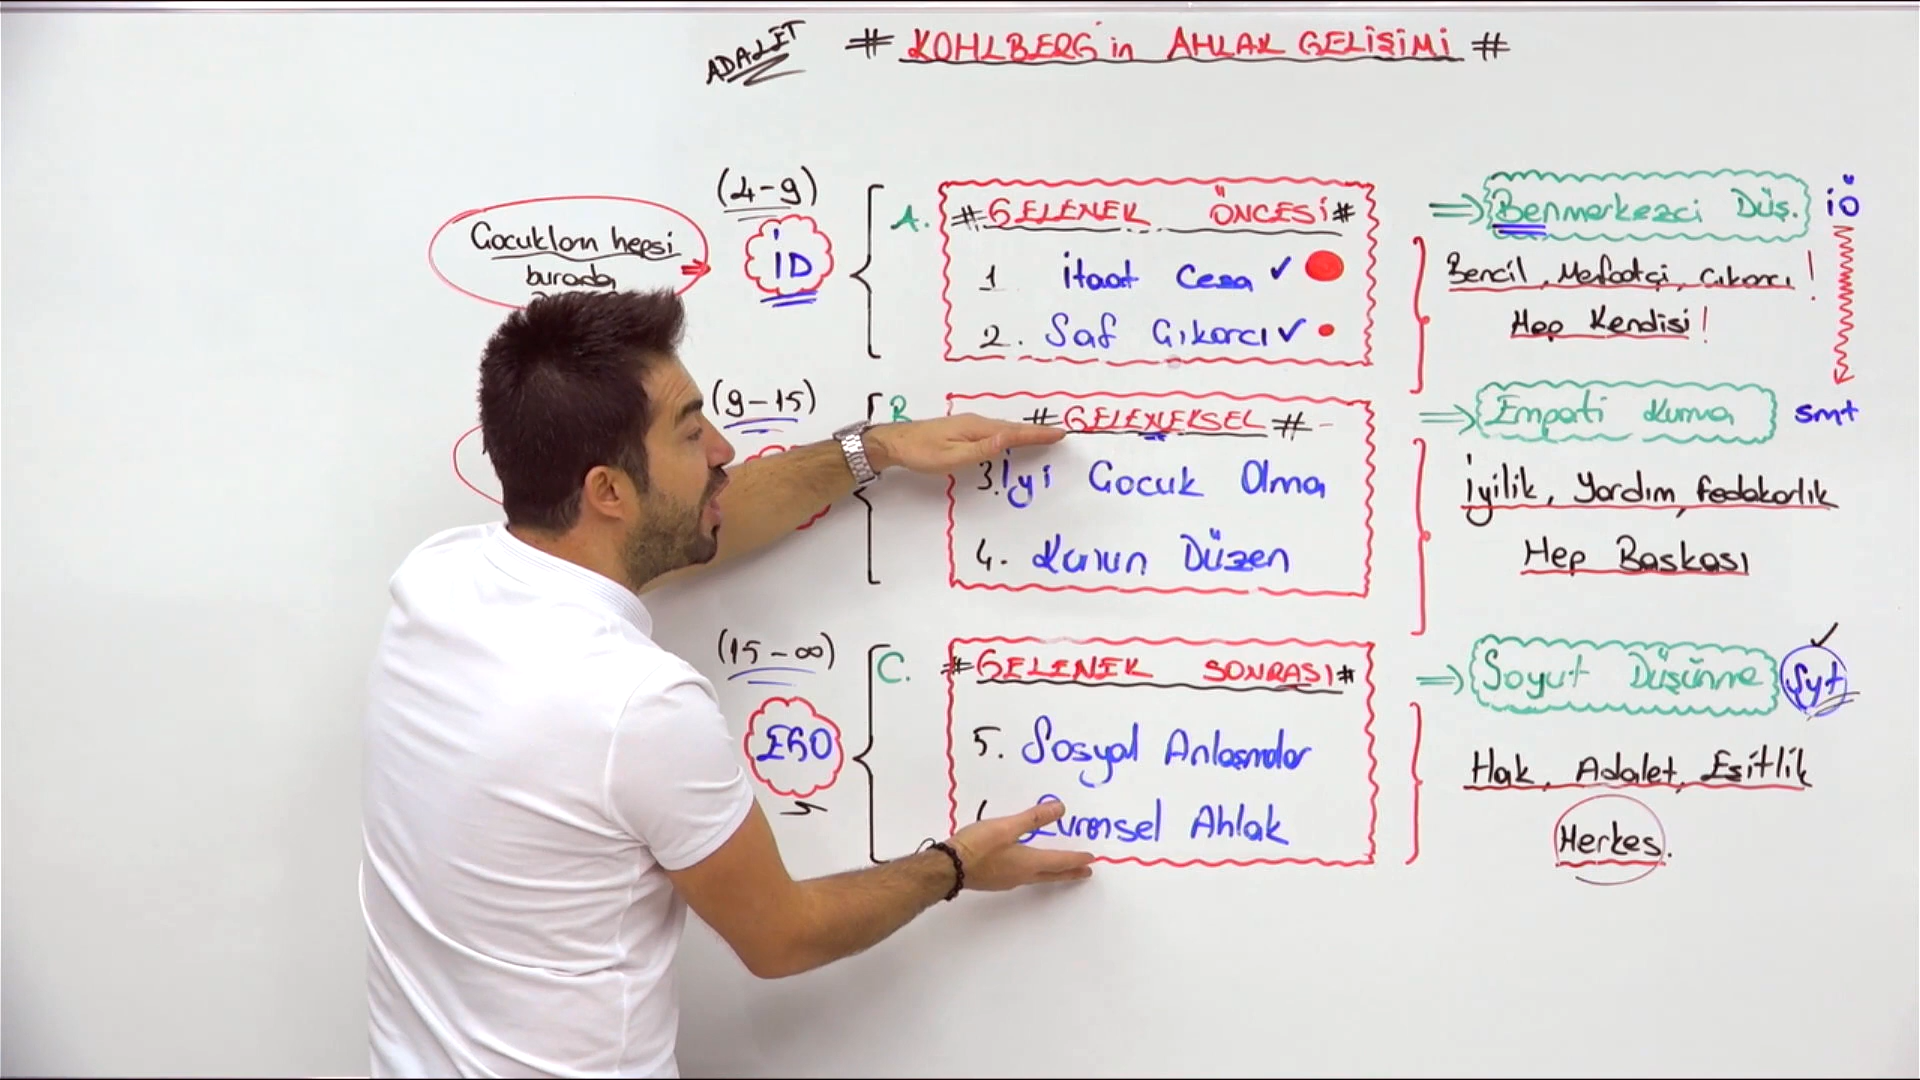 ADALET
# KOHLBERG'in AHLAK GELİŞİMİ #
(4-9)
Çocukların hepsi
burada
İD
A. #GELENEK ÖNCESİ#
1 İtaat Ceza ✓
2. Saf Çıkarcı ✓
⇒ Benmerkezci Düş. İÖ
Bencil, Menfaatçi, Çıkarcı !
Hep Kendisi !
(9-15)
B
# GELENEKSEL # -
3. İyi Çocuk Olma
4. Kanun Düzen
⇒ Empati Kurma smt
İyilik, Yardım, fedakarlık
Hep Başkası
(15-∞)
EGO
C. #GELENEK SONRASI#
5. Sosyal Anlaşmalar
Evrensel Ahlak
⇒ Soyut Düşünme Syt ✓
Hak, Adalet, Eşitlik
Herkes.